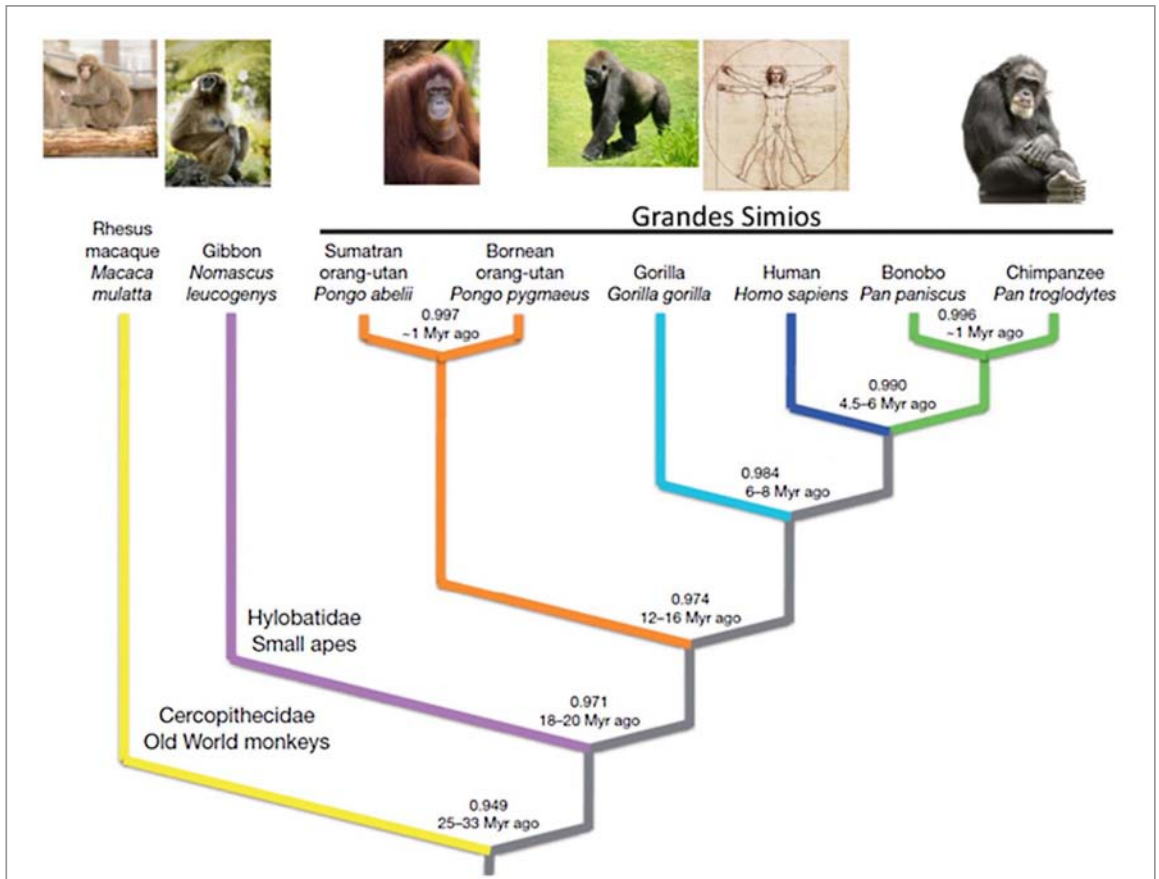 Grandes Simios
Rhesus
macaque
Macaca
mulatta
Gibbon
Nomascus
leucogenys
Sumatran
orang-utan
Pongo abelii
Bornean
orang-utan
Pongo pygmaeus
Gorilla
Gorilla gorilla
Human
Homo sapiens
Bonobo
Pan paniscus
Chimpanzee
Pan troglodytes
0.997
~1 Myr ago
0.996
~1 Myr ago
0.990
4.5–6 Myr ago
0.984
6–8 Myr ago
0.974
12–16 Myr ago
Hylobatidae
Small apes
0.971
18–20 Myr ago
Cercopithecidae
Old World monkeys
0.949
25–33 Myr ago